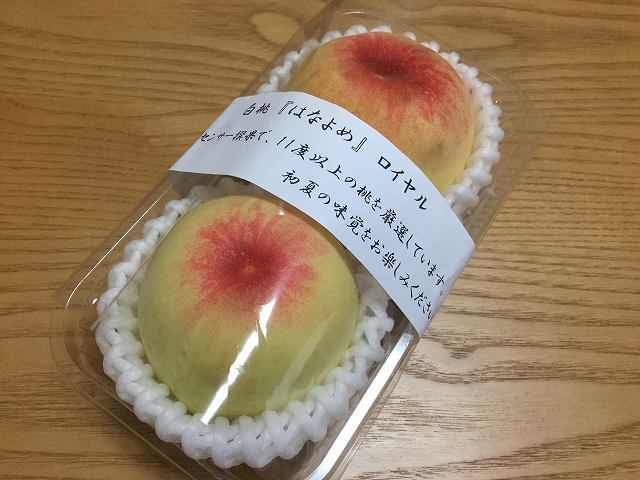 白桃『はなよめ』ロイヤル
センサー撰果で、11度以上の桃を厳選しています。
初夏の味覚をお楽しみください